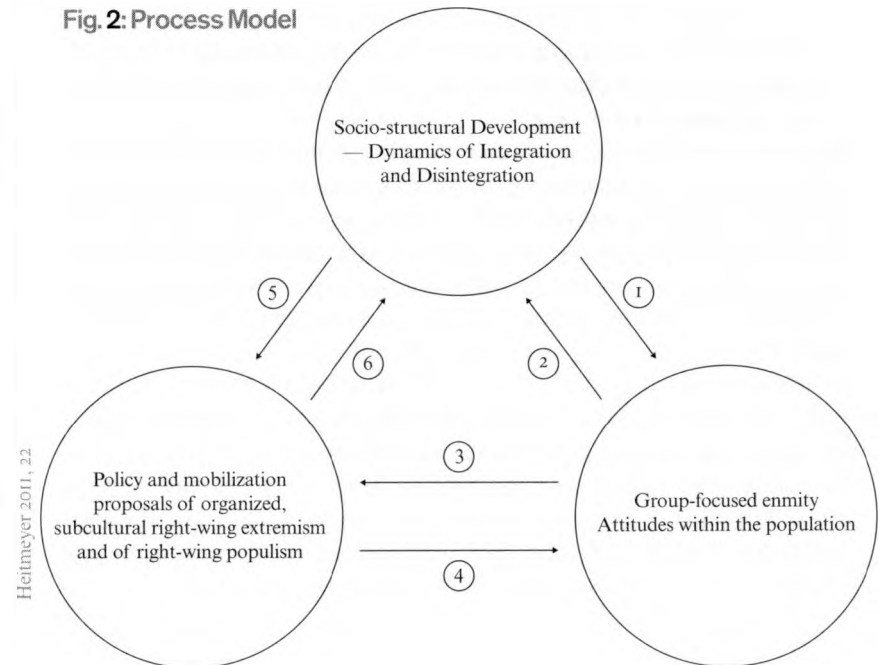 Fig. 2: Process Model
Socio-structural Development
— Dynamics of Integration
and Disintegration
5
1
6
2
3
4
Policy and mobilization
proposals of organized,
subcultural right-wing extremism
and of right-wing populism
Group-focused enmity
Attitudes within the population
Heitmeyer 2011, 22